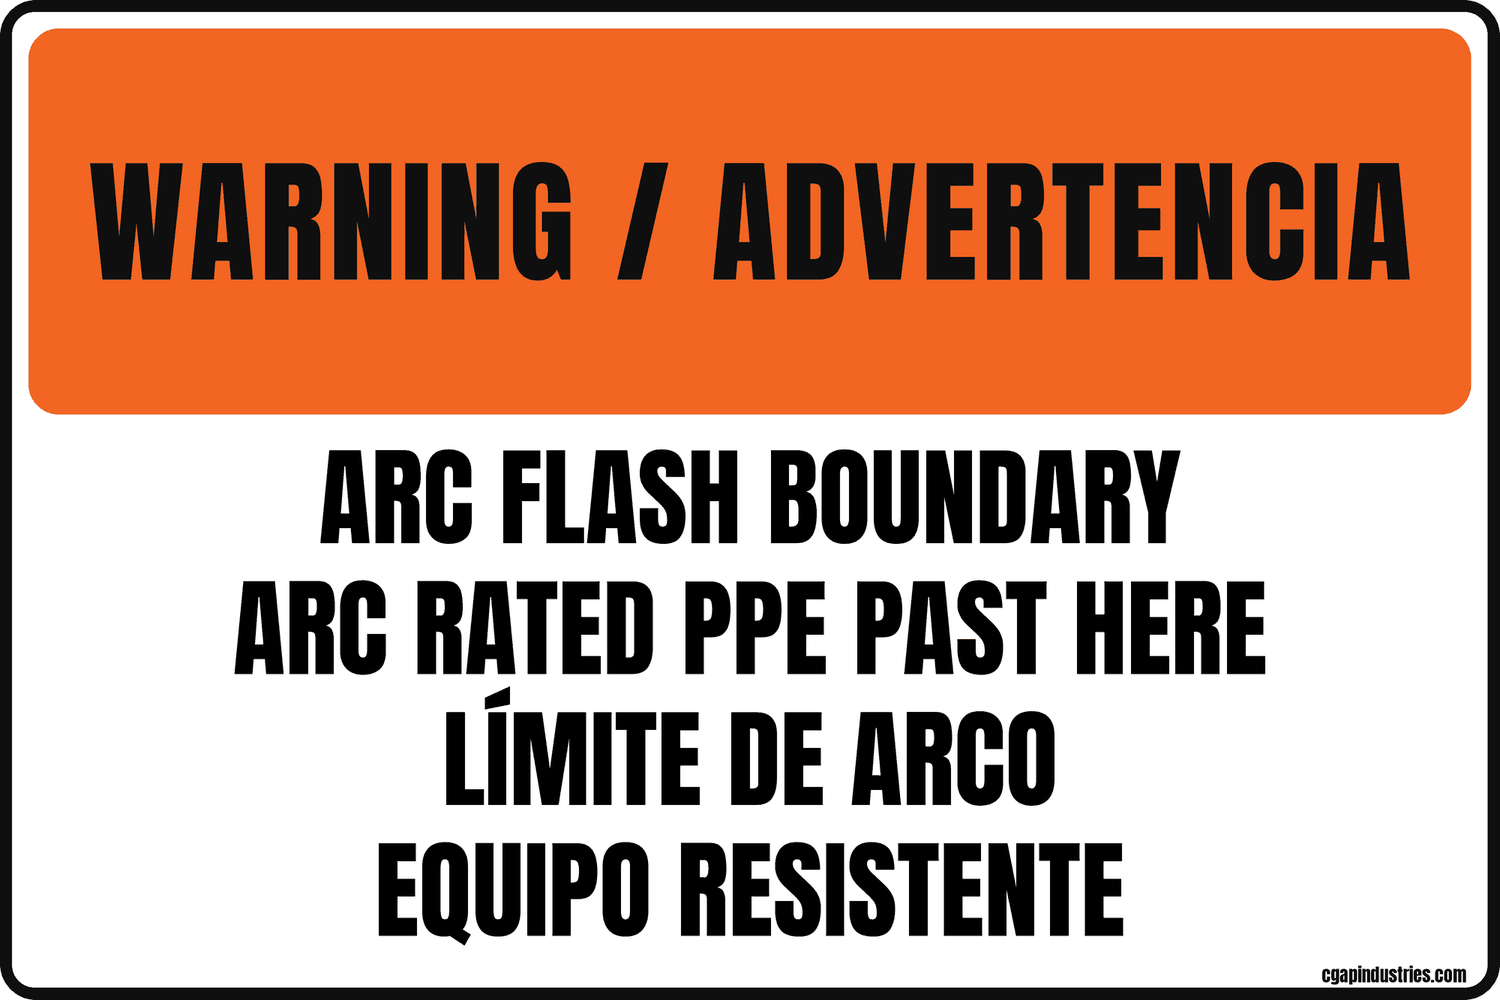 WARNING / ADVERTENCIA
ARC FLASH BOUNDARY
ARC RATED PPE PAST HERE
LÍMITE DE ARCO
EQUIPO RESISTENTE
cgapindustries.com